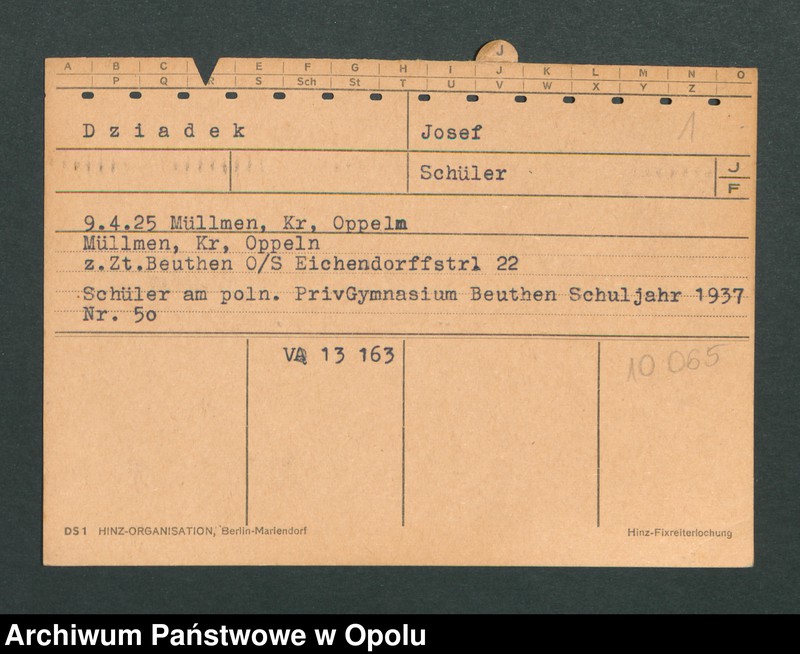 J
A B C E F G H I J K L M N O
P Q R S Sch St T U V W X Y Z
Dziadek Josef 1
Schüler J
F
9.4.25 Müllmen, Kr, Oppeln
Müllmen, Kr, Oppeln
z.Zt.Beuthen O/S Eichendorffstrl 22
Schüler am poln. PrivGymnasium Beuthen Schuljahr 1937
Nr. 5o
VA 13 163 10 065
DS1 HINZ-ORGANISATION, Berlin-Mariendorf Hinz-Fixreiterlochung
Archiwum Państwowe w Opolu